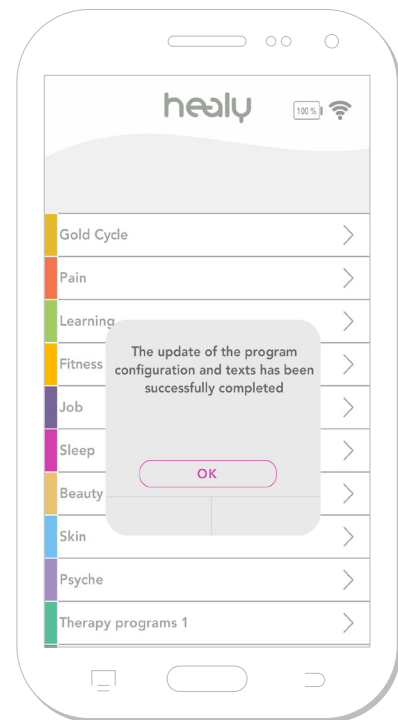 healy
100 %
Gold Cycle
Pain
Learning
Fitness
The update of the program
configuration and texts has been
successfully completed
Job
Sleep
OK
Beauty
Skin
Psyche
Therapy programs 1